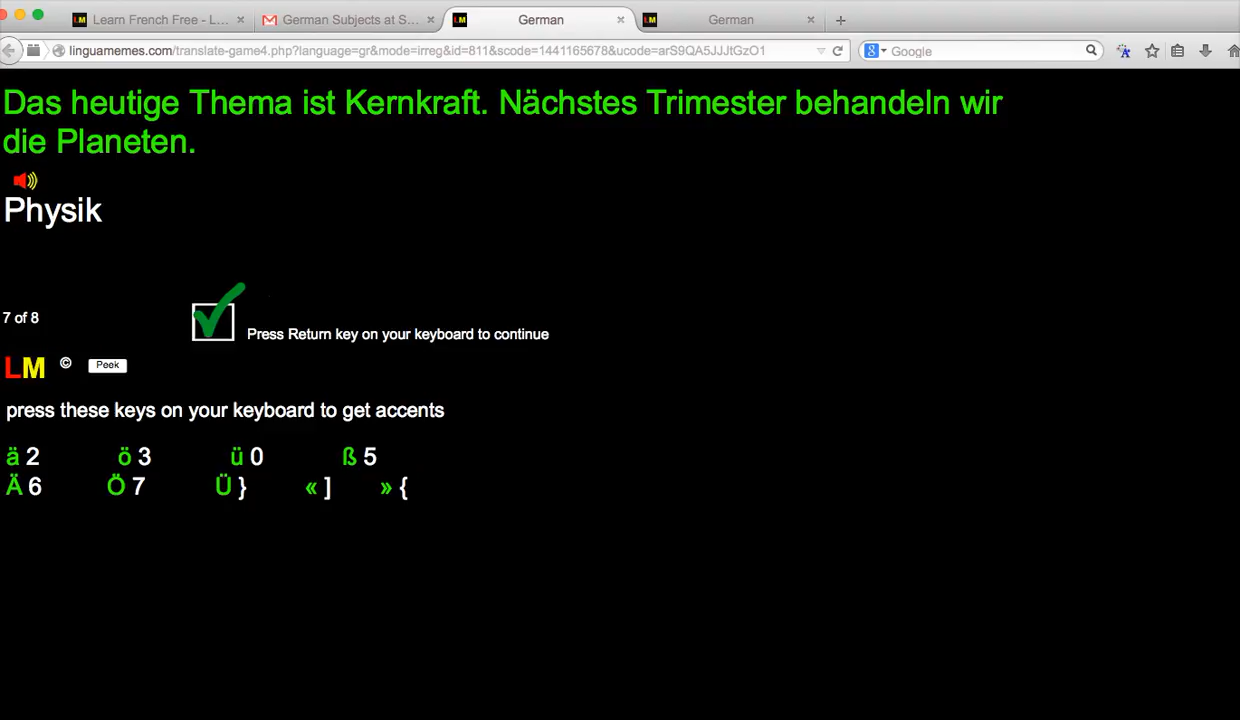 Learn French Free - L...
German Subjects at S...
German
German
linguamemes.com/translate-game4.php?language=gr&mode=irreg&id=811&scode=1441165678&ucode=arS9QA5JJJtGzO1
Google
Das heutige Thema ist Kernkraft. Nächstes Trimester behandeln wir
die Planeten.
Physik
7 of 8
Press Return key on your keyboard to continue
LM © Peek
press these keys on your keyboard to get accents
ä 2 ö 3 ü 0 ß 5
Ä 6 Ö 7 Ü } « ] » {